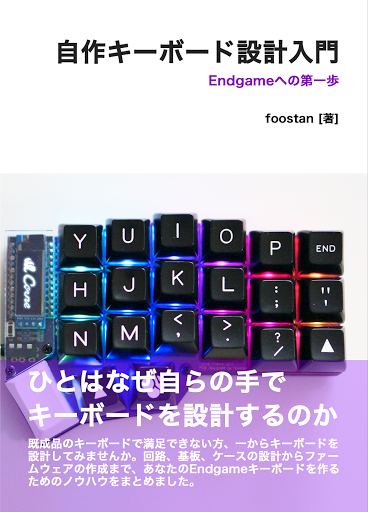 自作キーボード設計入門
Endgameへの第一歩
foostan [著]
Corne
Y U I O P END
H J K L : ; " '
N M < , > . ? / ▲
ひとはなぜ自らの手で
キーボードを設計するのか
既成品のキーボードで満足できない方、一からキーボードを
設計してみませんか。回路、基板、ケースの設計からファー
ムウェアの作成まで、あなたのEndgameキーボードを作る
ためのノウハウをまとめました。